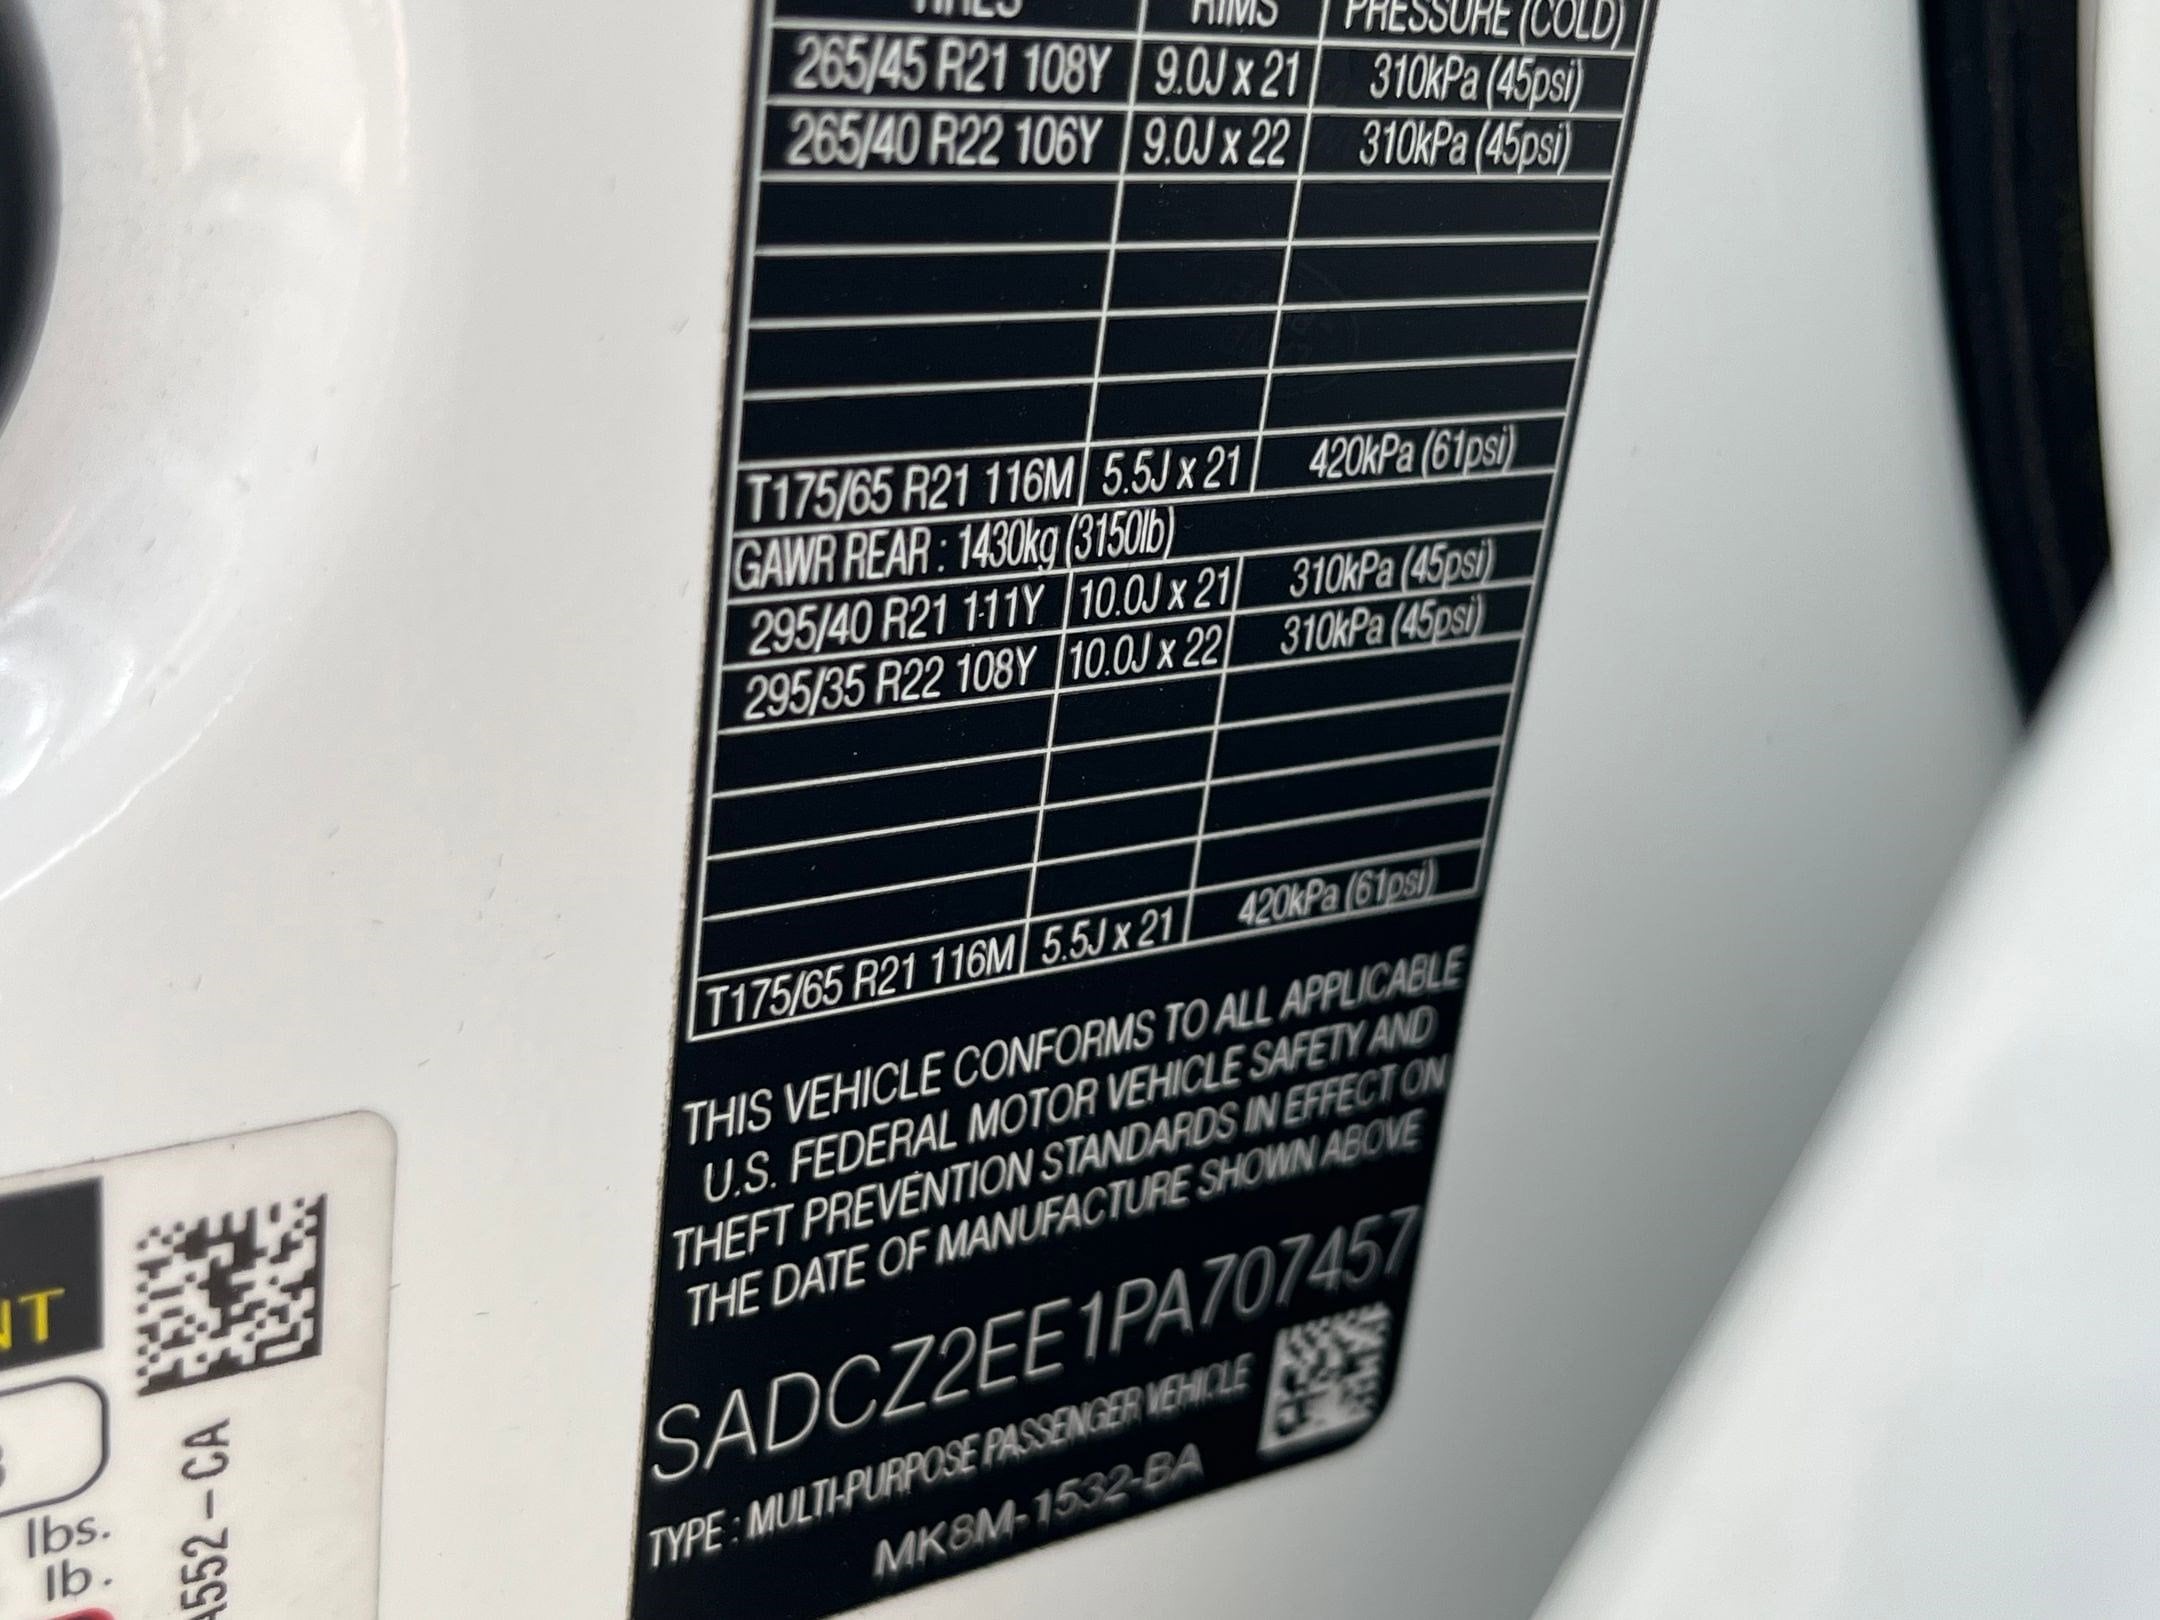 TIRES RIMS PRESSURE (COLD)
265/45 R21 108Y 9.0J x 21 310kPa (45psi)
265/40 R22 106Y 9.0J x 22 310kPa (45psi)
T175/65 R21 116M 5.5J x 21 420kPa (61psi)
GAWR REAR : 1430kg (3150lb)
295/40 R21 111Y 10.0J x 21 310kPa (45psi)
295/35 R22 108Y 10.0J x 22 310kPa (45psi)
T175/65 R21 116M 5.5J x 21 420kPa (61psi)
THIS VEHICLE CONFORMS TO ALL APPLICABLE
U.S. FEDERAL MOTOR VEHICLE SAFETY AND
THEFT PREVENTION STANDARDS IN EFFECT ON
THE DATE OF MANUFACTURE SHOWN ABOVE
SADCZ2EE1PA707457
TYPE : MULTI-PURPOSE PASSENGER VEHICLE
MK8M-1532-BA
NT
lbs.
lb.
A552-CA